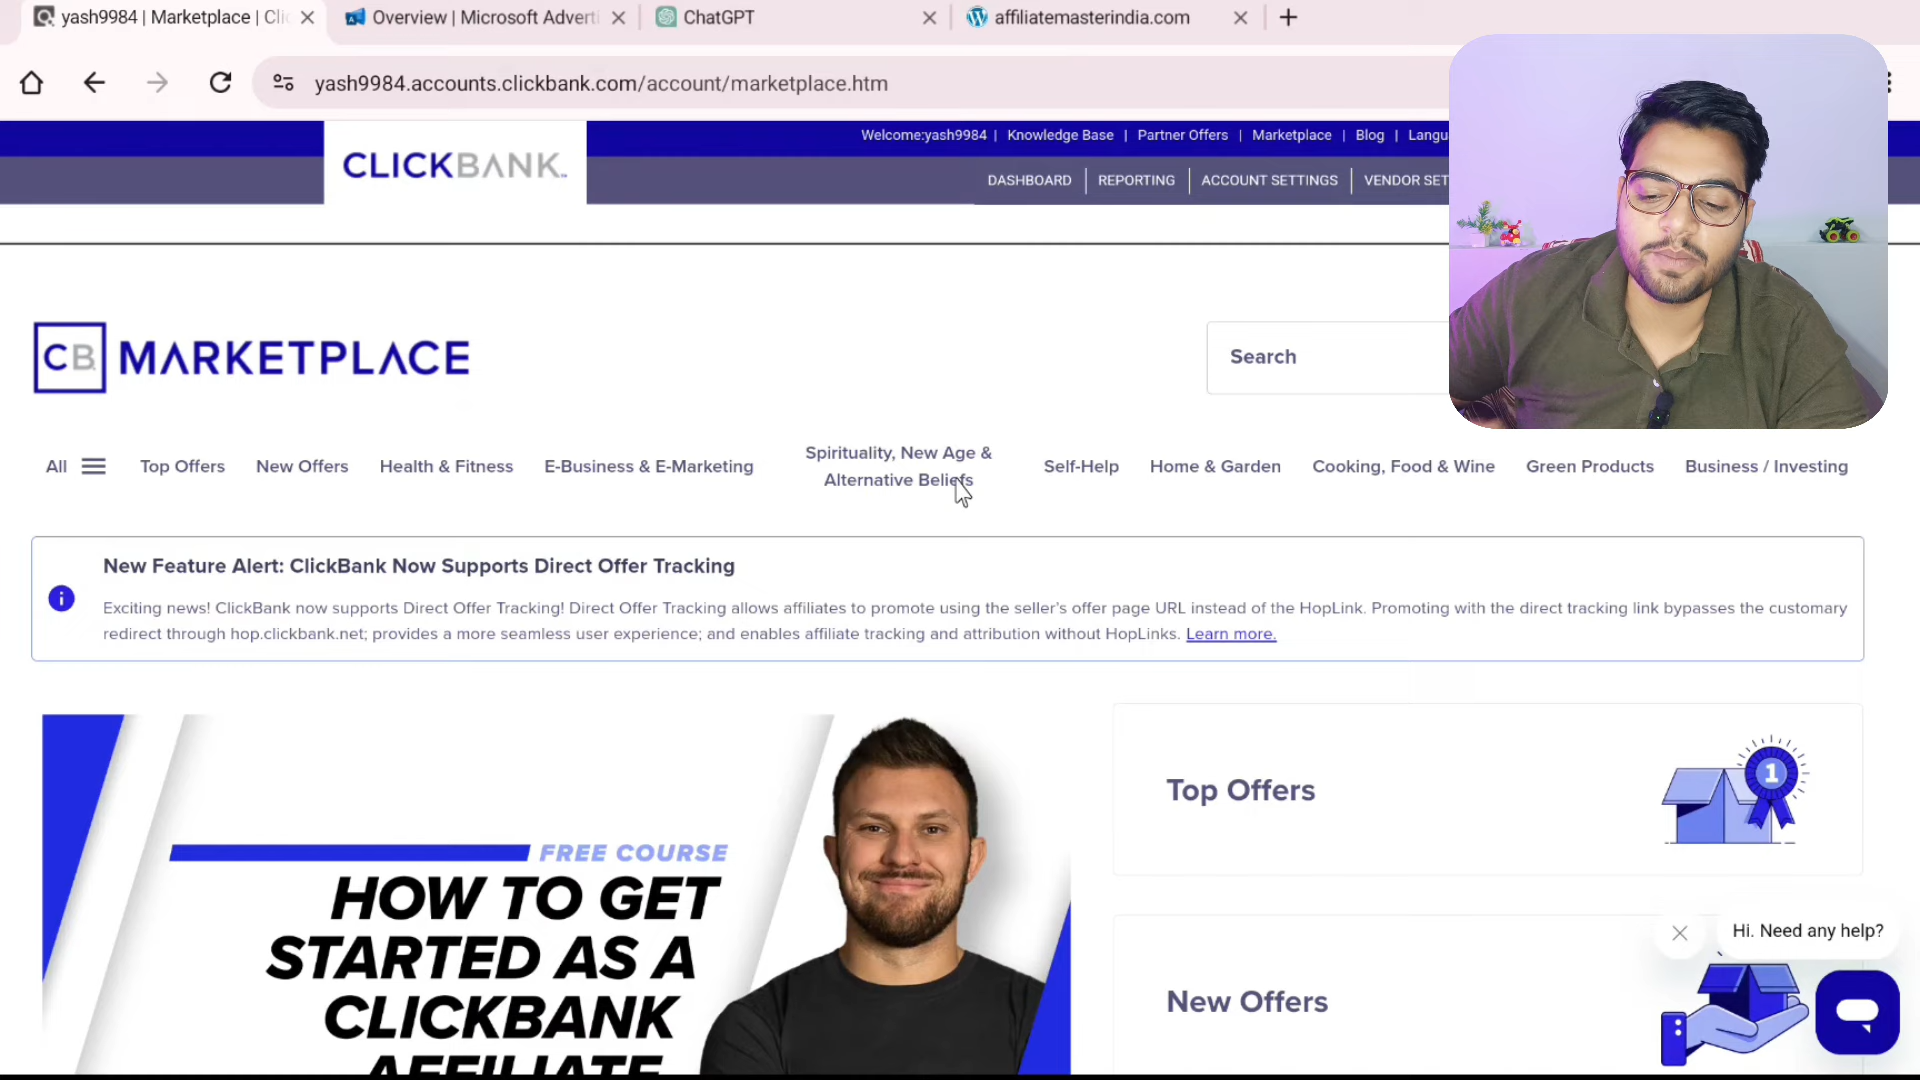 yash9984 | Marketplace | Cli
Overview | Microsoft Adverti
ChatGPT
affiliatemasterindia.com
yash9984.accounts.clickbank.com/account/marketplace.htm
Welcome:yash9984 | Knowledge Base | Partner Offers | Marketplace | Blog | Langu
CLICKBANK
DASHBOARD | REPORTING | ACCOUNT SETTINGS | VENDOR SET
CB MARKETPLACE
Search
All
Top Offers
New Offers
Health & Fitness
E-Business & E-Marketing
Spirituality, New Age &
Alternative Beliefs
Self-Help
Home & Garden
Cooking, Food & Wine
Green Products
Business / Investing
New Feature Alert: ClickBank Now Supports Direct Offer Tracking
Exciting news! ClickBank now supports Direct Offer Tracking! Direct Offer Tracking allows affiliates to promote using the seller's offer page URL instead of the HopLink. Promoting with the direct tracking link bypasses the customary
redirect through hop.clickbank.net; provides a more seamless user experience; and enables affiliate tracking and attribution without HopLinks. Learn more.
FREE COURSE
HOW TO GET
STARTED AS A
CLICKBANK
AFFILIATE
Top Offers
1
New Offers
Hi. Need any help?